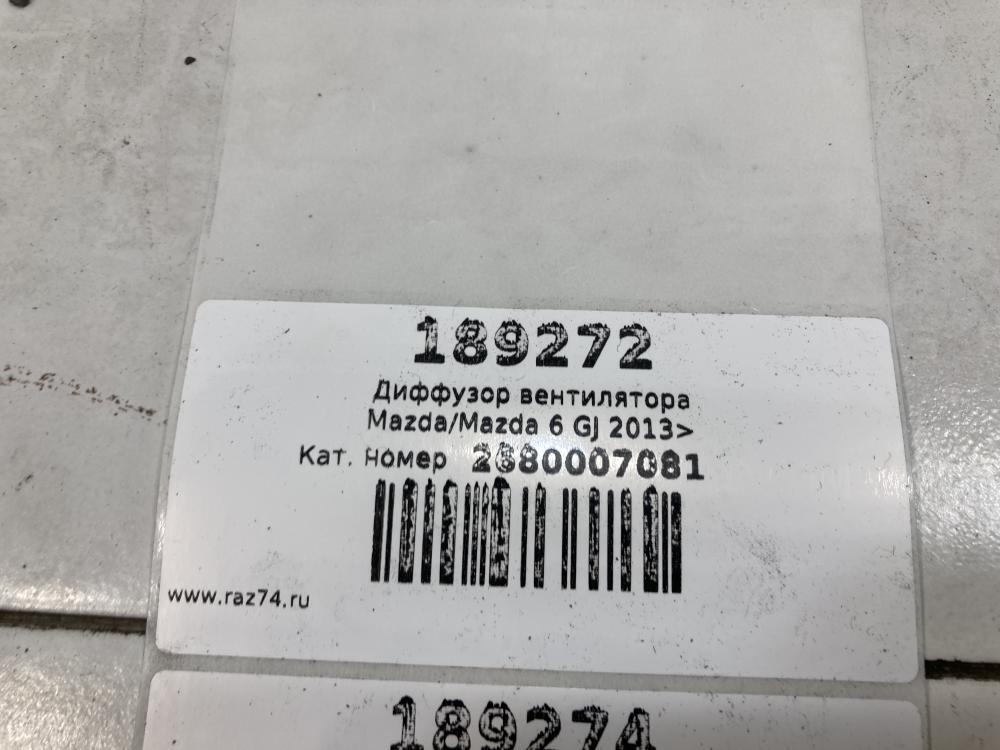 189272
Диффузор вентилятора
Mazda/Mazda 6 GJ 2013>
Кат. номер 2680007081
www.raz74.ru
189274